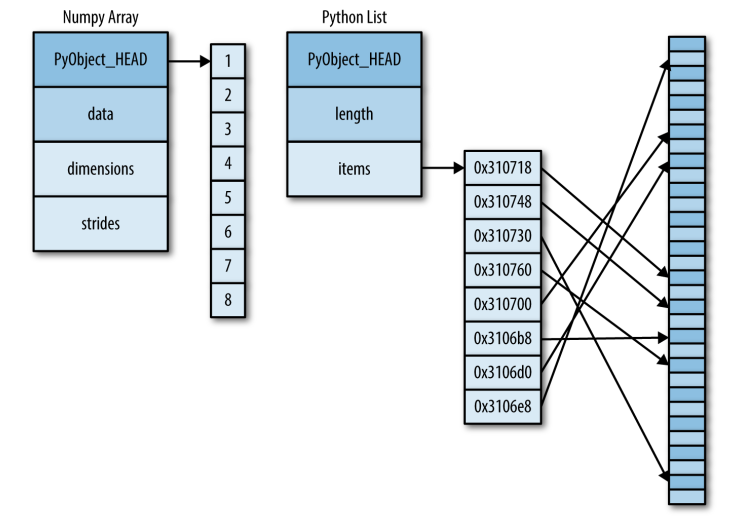 Numpy Array
PyObject_HEAD
data
dimensions
strides
1
2
3
4
5
6
7
8
Python List
PyObject_HEAD
length
items
0x310718
0x310748
0x310730
0x310760
0x310700
0x3106b8
0x3106d0
0x3106e8